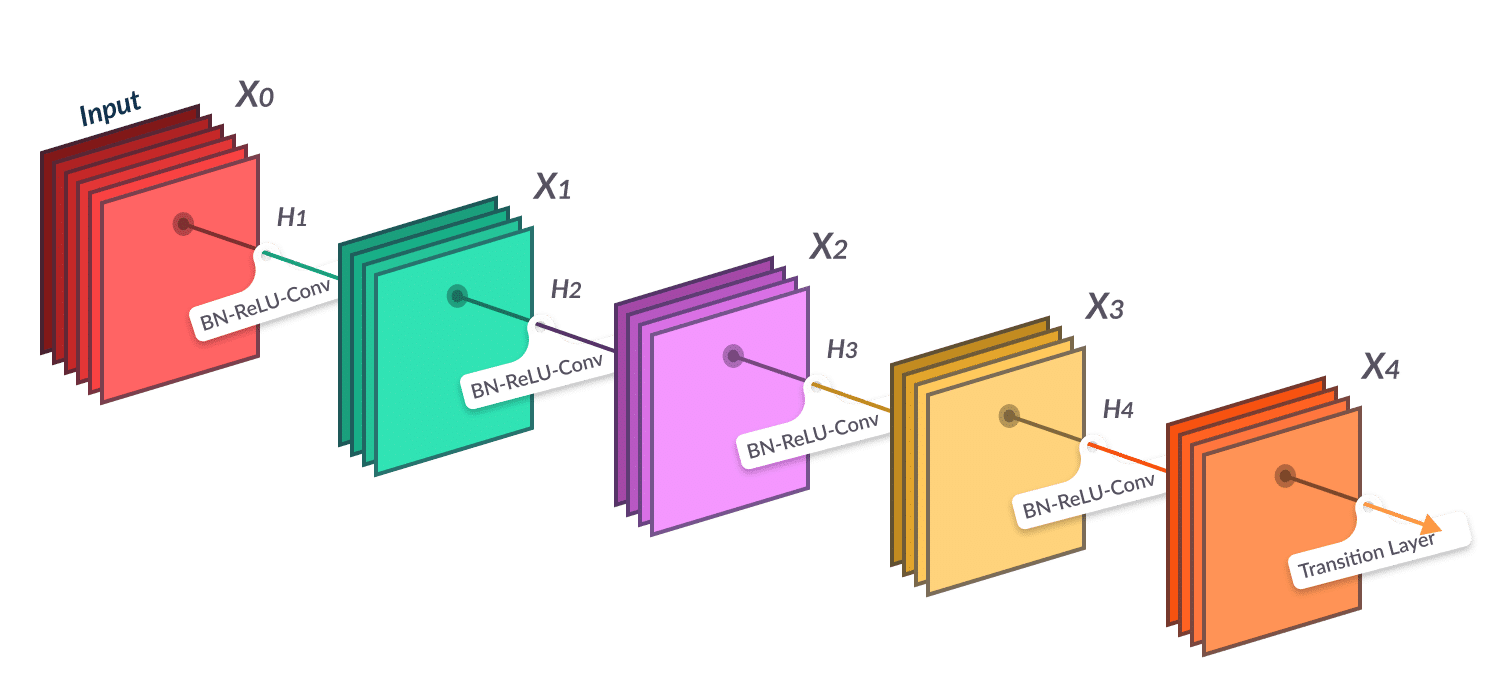 Input
X0
H1
BN-ReLU-Conv
X1
H2
BN-ReLU-Conv
X2
H3
BN-ReLU-Conv
X3
H4
BN-ReLU-Conv
X4
Transition Layer